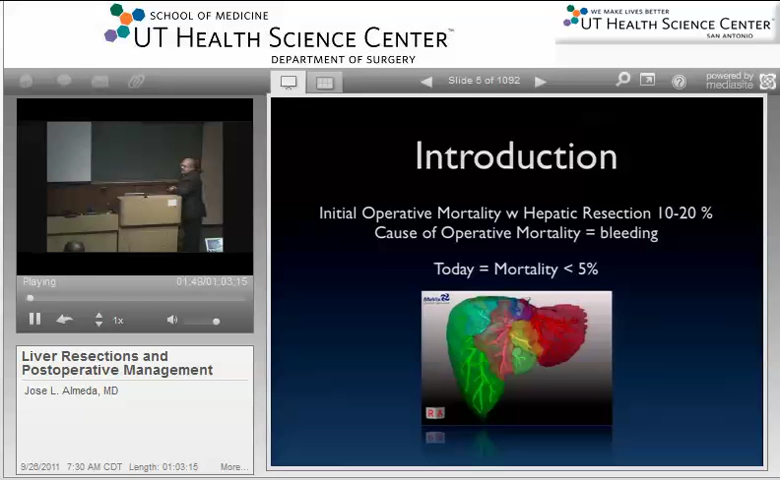 SCHOOL OF MEDICINE
UT HEALTH SCIENCE CENTER™
DEPARTMENT OF SURGERY
WE MAKE LIVES BETTER
UT HEALTH SCIENCE CENTER™
SAN ANTONIO
Slide 6 of 1092
powered by
mediasite
Introduction
Initial Operative Mortality w Hepatic Resection 10-20 %
Cause of Operative Mortality = bleeding
Today = Mortality < 5%
R A
Playing
01:49/01:03:15
1x
Liver Resections and
Postoperative Management
Jose L. Almeda, MD
9/26/2011 7:30 AM CDT Length: 01:03:15 More...